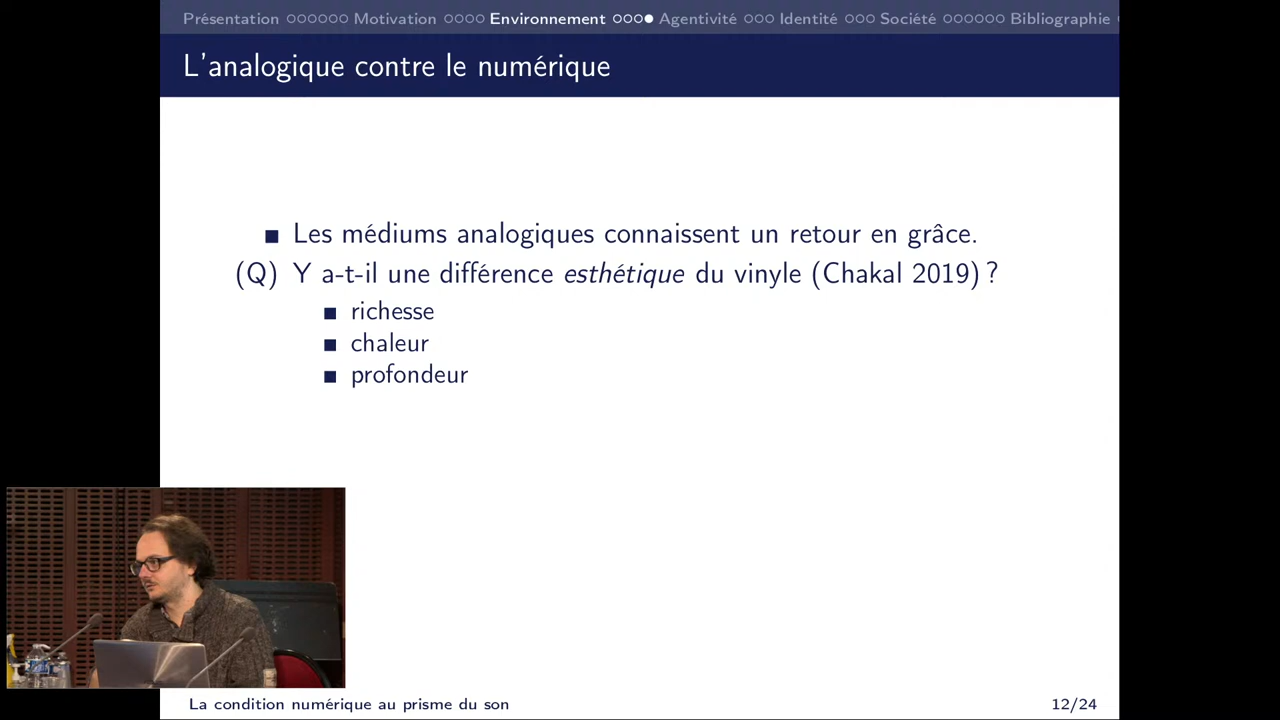 Présentation Motivation Environnement Agentivité Identité Société Bibliographie
L'analogique contre le numérique
Les médiums analogiques connaissent un retour en grâce.
(Q) Y a-t-il une différence esthétique du vinyle (Chakal 2019) ?
richesse
chaleur
profondeur
La condition numérique au prisme du son 12/24